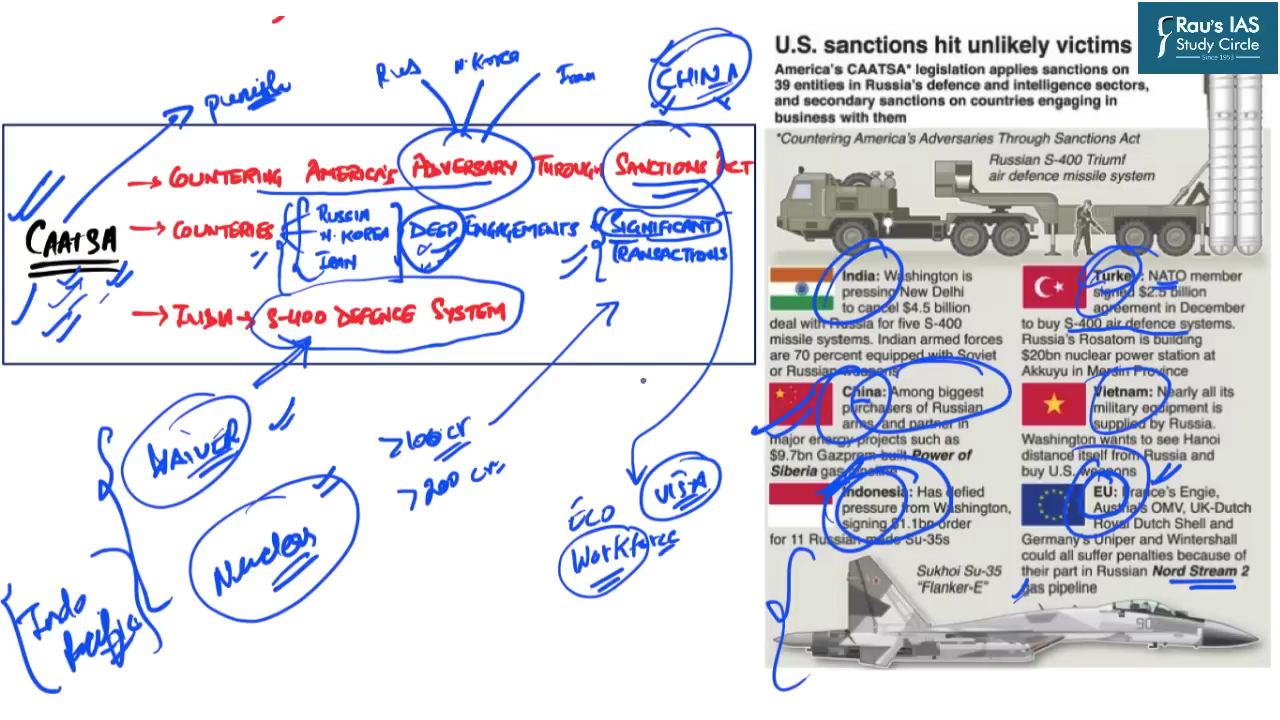 Rau's IAS
Study Circle
Since 1953
punish
Rus
N. Korea
Iran
CHINA
CAATSA
→ COUNTERING AMERICA'S ADVERSARY THROUGH SANCTIONS ACT
→ COUNTERIES
RUSSIA
N. KOREA
IRAN
DEEP ENGAGEMENTS
SIGNIFICANT
TRANSACTIONS
→ INDIA → S-400 DEFENCE SYSTEM
WAIVER
Nuclear
Indo
Pacific
>100 cr
>200 cr
ECO
Workforce
VISA
U.S. sanctions hit unlikely victims
America's CAATSA* legislation applies sanctions on
39 entities in Russia's defence and intelligence sectors,
and secondary sanctions on countries engaging in
business with them
*Countering America's Adversaries Through Sanctions Act
Russian S-400 Triumf
air defence missile system
India: Washington is
pressing New Delhi
to cancel $4.5 billion
deal with Russia for five S-400
missile systems. Indian armed forces
are 70 percent equipped with Soviet
or Russian weapons
Turkey: NATO member
signed $2.5 billion
agreement in December
to buy S-400 air defence systems.
Russia's Rosatom is building
$20bn nuclear power station at
Akkuyu in Mersin Province
China: Among biggest
purchasers of Russian
arms, and partner in
major energy projects such as
$9.7bn Gazprom-built Power of
Siberia gas pipeline
Vietnam: Nearly all its
military equipment is
supplied by Russia.
Washington wants to see Hanoi
distance itself from Russia and
buy U.S. weapons
Indonesia: Has defied
pressure from Washington,
signing $1.1bn order
for 11 Russian-made Su-35s
EU: France's Engie,
Austria's OMV, UK-Dutch
Royal Dutch Shell and
Germany's Uniper and Wintershall
could all suffer penalties because of
their part in Russian Nord Stream 2
gas pipeline
Sukhoi Su-35
"Flanker-E"
90